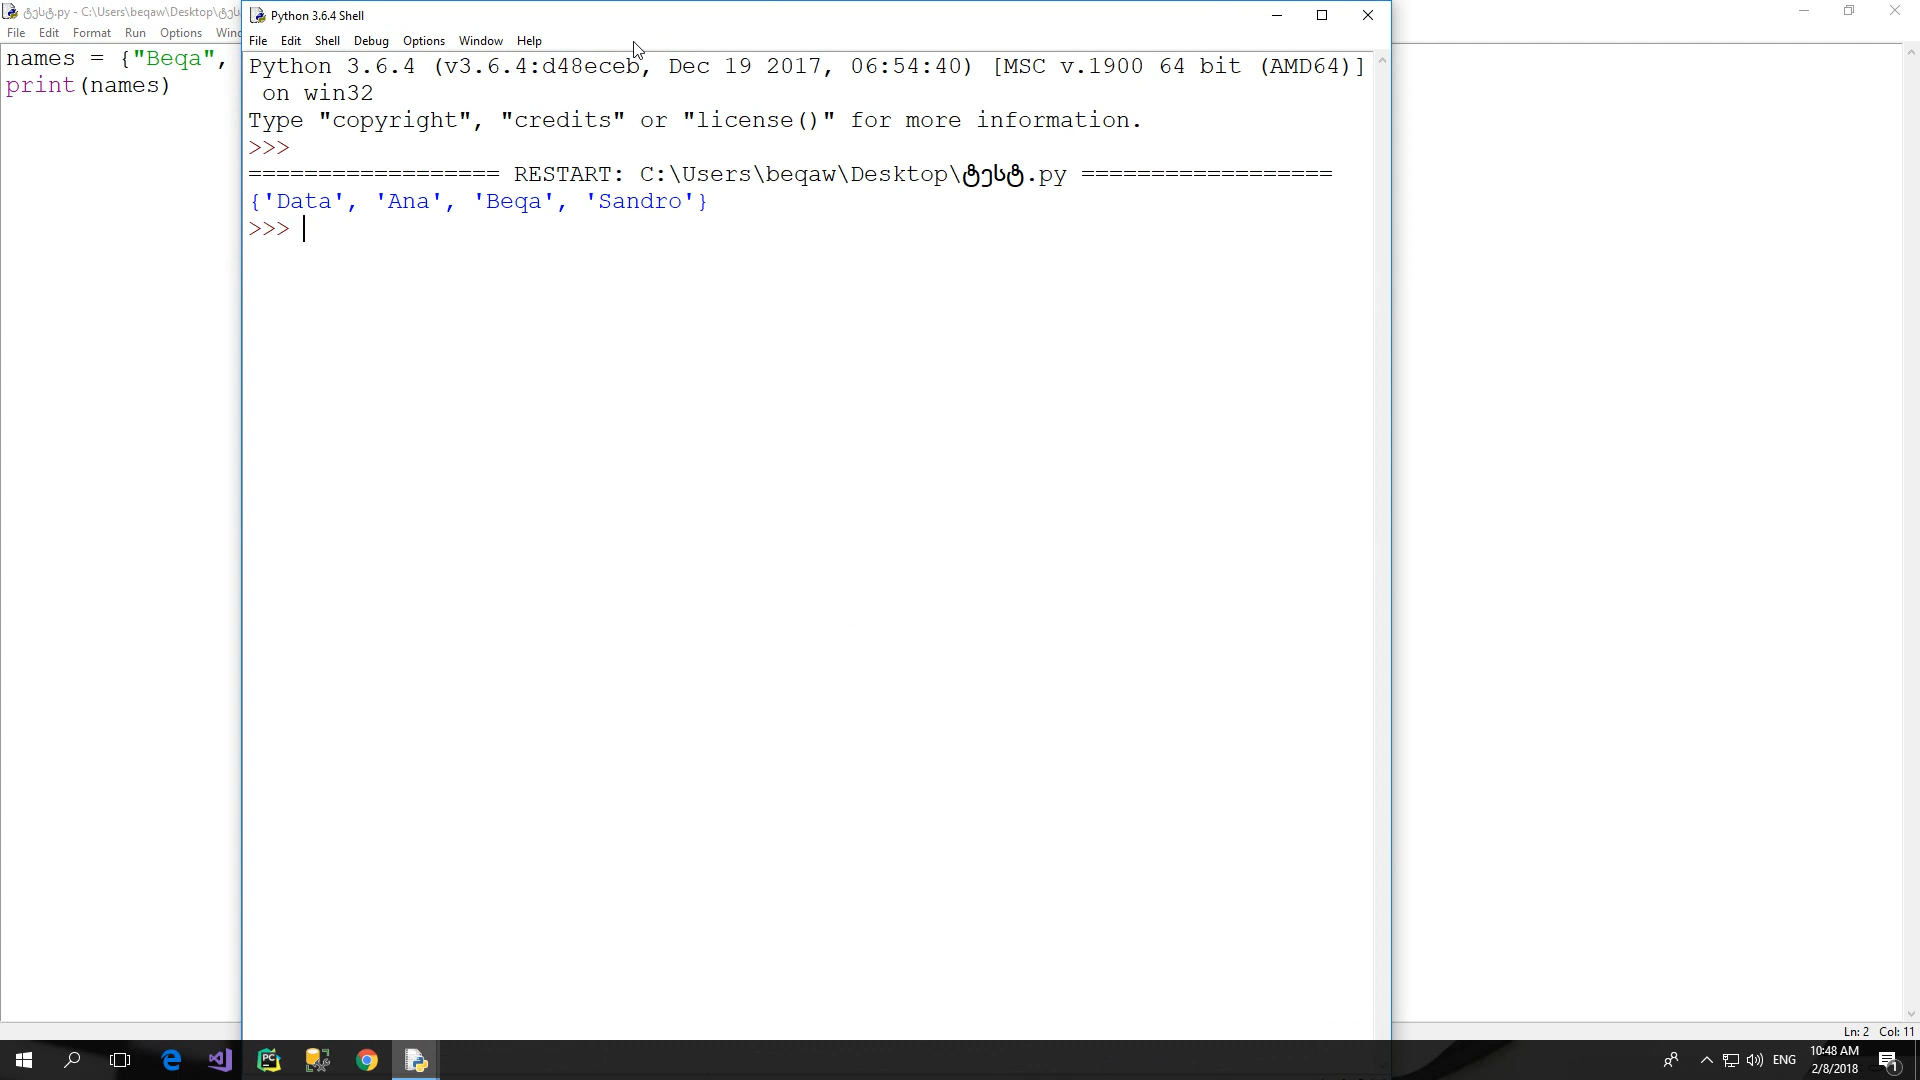 ტესტ.py - C:\Users\beqaw\Desktop\
File Edit Format Run Options
names = {"Beqa",
print(names)
Python 3.6.4 Shell
File Edit Shell Debug Options Window Help
Python 3.6.4 (v3.6.4:d48eceb, Dec 19 2017, 06:54:40) [MSC v.1900 64 bit (AMD64)]
on win32
Type "copyright", "credits" or "license()" for more information.
>>>
================== RESTART: C:\Users\beqaw\Desktop\ტესტ.py ==================
{'Data', 'Ana', 'Beqa', 'Sandro'}
>>>
Ln: 2 Col: 11
PC
ENG
10:48 AM
2/8/2018
1